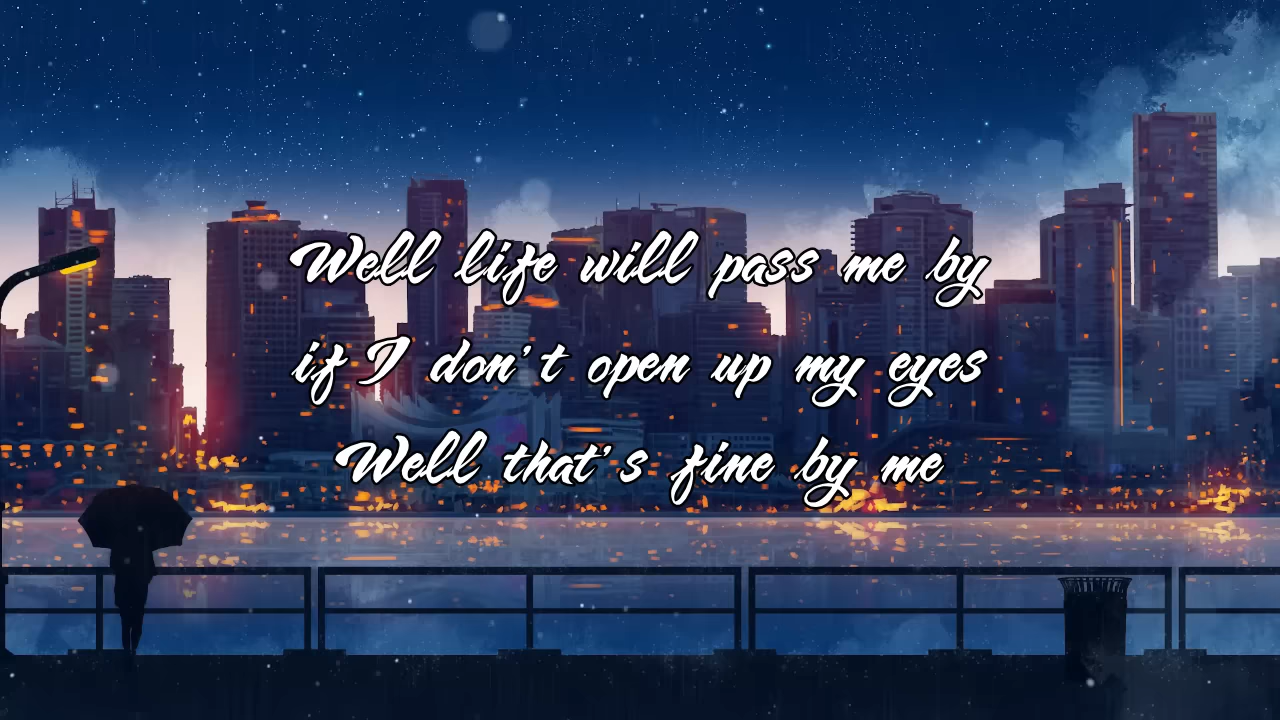 Well life will pass me by
if I don't open up my eyes
Well that's fine by me